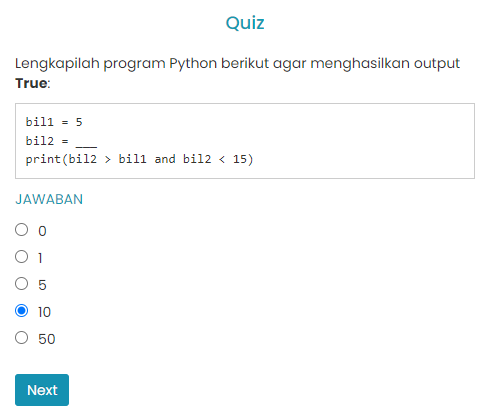 Quiz
Lengkapilah program Python berikut agar menghasilkan output
True:
bil1 = 5
bil2 = ___
print(bil2 > bil1 and bil2 < 15)
JAWABAN
0
1
5
10
50
Next